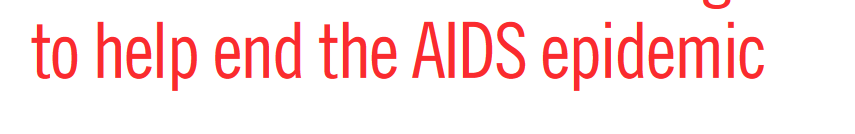 to help end the AIDS epidemic